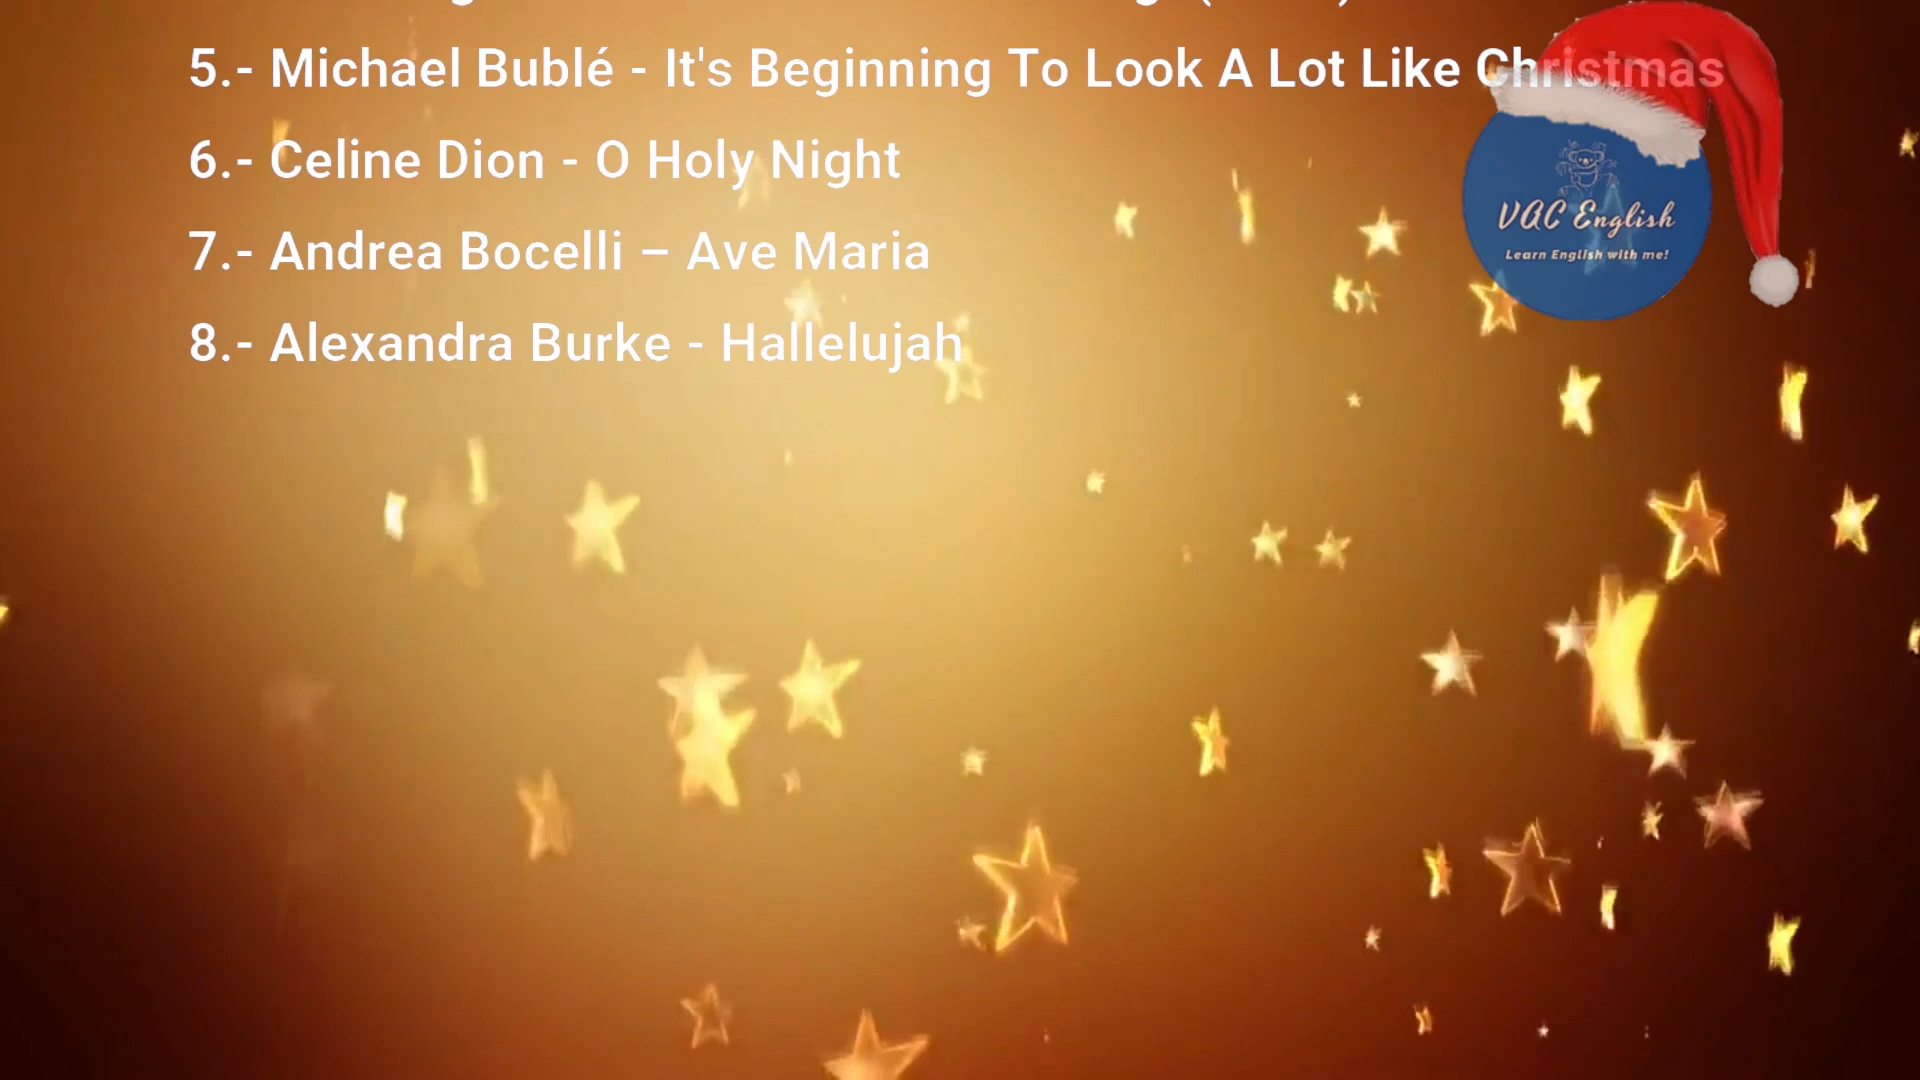 5.- Michael Bublé - It's Beginning To Look A Lot Like Christmas
6.- Celine Dion - O Holy Night
7.- Andrea Bocelli – Ave Maria
8.- Alexandra Burke - Hallelujah
VGC English
Learn English with me!